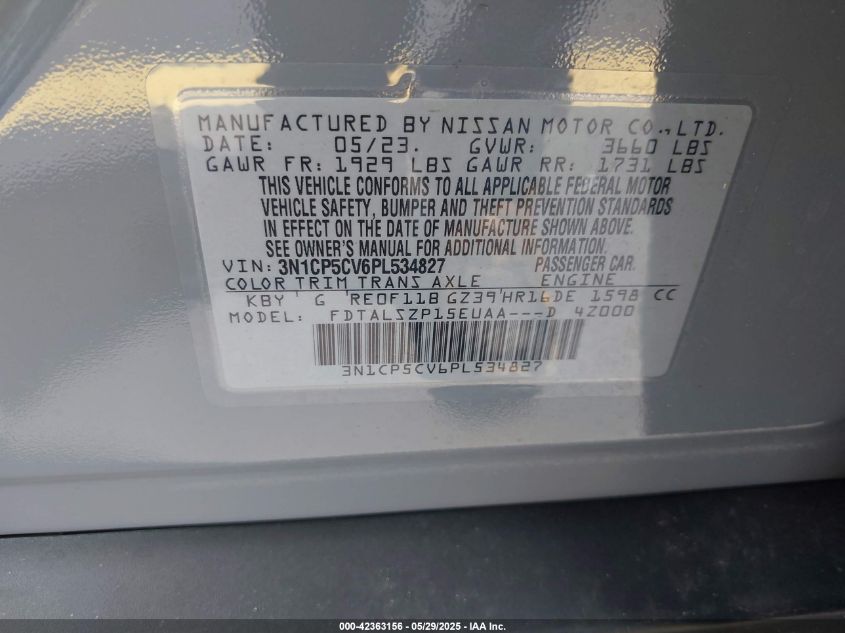 MANUFACTURED BY NISSAN MOTOR CO., LTD.
DATE: 05/23. GVWR: 3660 LBS
GAWR FR: 1929 LBS GAWR RR: 1731 LBS
THIS VEHICLE CONFORMS TO ALL APPLICABLE FEDERAL MOTOR
VEHICLE SAFETY, BUMPER AND THEFT PREVENTION STANDARDS
IN EFFECT ON THE DATE OF MANUFACTURE SHOWN ABOVE.
SEE OWNER'S MANUAL FOR ADDITIONAL INFORMATION.
VIN: 3N1CP5CV6PL534827 PASSENGER CAR.
COLOR TRIM TRANS AXLE ENGINE
KBY G RE0F11B GZ39 HR16DE 1598 CC
MODEL: FDTALSZP15EUAA---D 4Z000
3N1CP5CV6PL534827
000-42363156 - 05/29/2025 - IAA Inc.